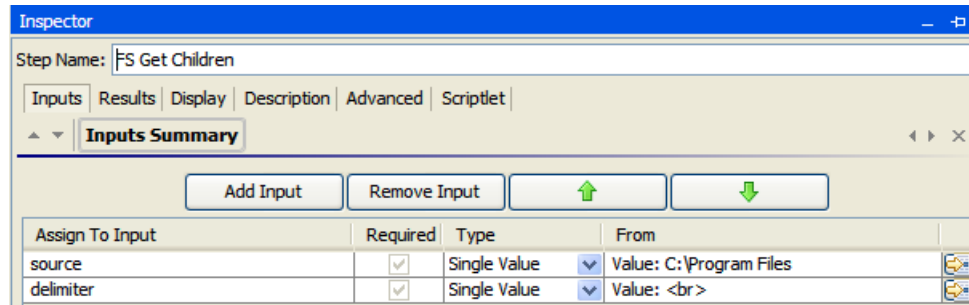 Inspector
Step Name: FS Get Children
Inputs Results Display Description Advanced Scriptlet
Inputs Summary
Add Input Remove Input
Assign To Input Required Type From
source Single Value Value: C:\Program Files
delimiter Single Value Value: <br>